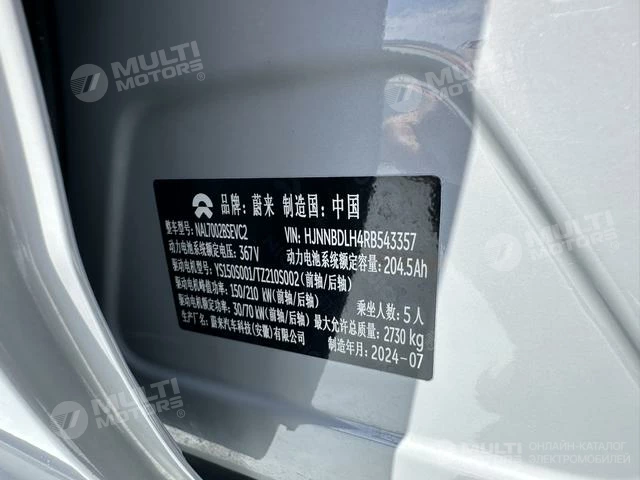 MULTI
MOTORS®
MULTI
MOTORS®
品牌: 蔚来 制造国: 中国
整车型号: NAL7002BSEVC2 VIN: HJNNBDLH4RB543357
动力电池系统额定电压: 367V 动力电池系统额定容量: 204.5Ah
驱动电机型号: YS150S001/TZ210S002(前轴/后轴)
驱动电机峰值功率: 150/210 kW(前轴/后轴) 乘坐人数: 5人
驱动电机额定功率: 30/70 kW(前轴/后轴) 最大允许总质量: 2730 kg
生产厂名: 蔚来汽车科技(安徽)有限公司 制造年月: 2024-07
MULTI
MOTORS®
MULTI
MOTORS
ОНЛАЙН-КАТАЛОГ
ЭЛЕКТРОМОБИЛЕЙ